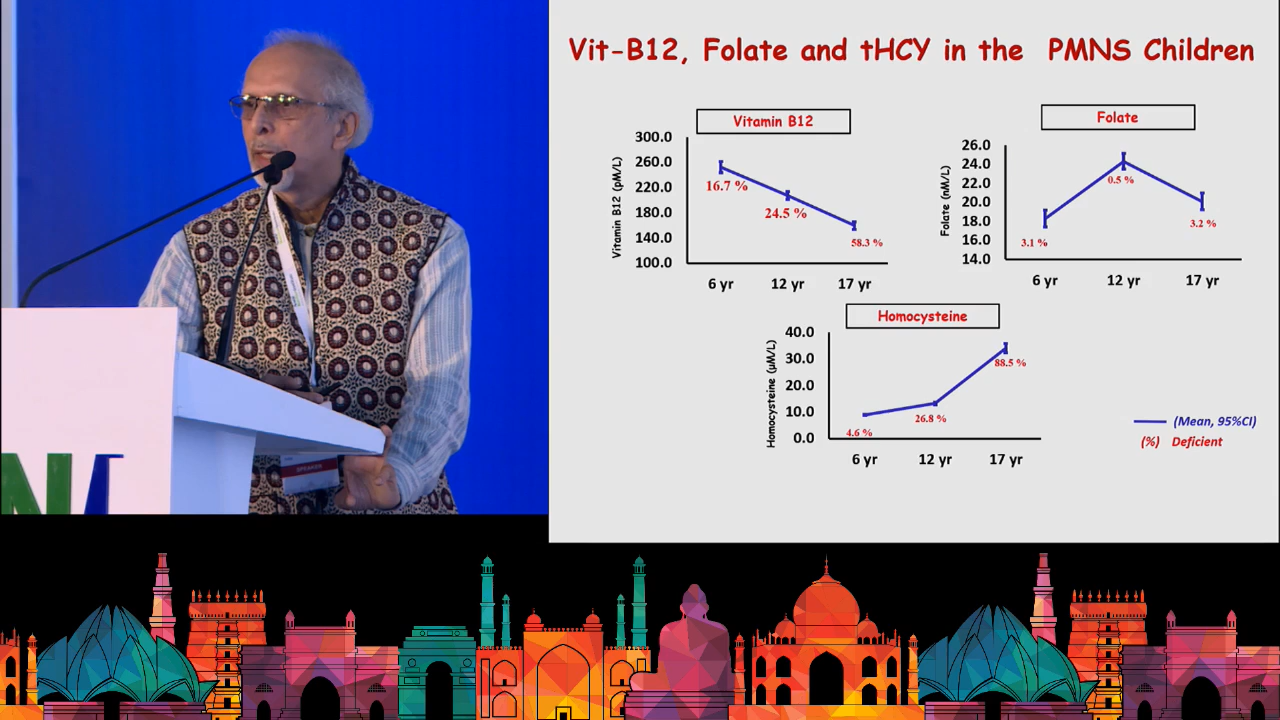 Vit-B12, Folate and tHCY in the PMNS Children
Vitamin B12
Vitamin B12 (pM/L)
300.0
260.0
220.0
180.0
140.0
100.0
16.7 %
24.5 %
58.3 %
6 yr
12 yr
17 yr
Folate
Folate (nM/L)
26.0
24.0
22.0
20.0
18.0
16.0
14.0
3.1 %
0.5 %
3.2 %
6 yr
12 yr
17 yr
Homocysteine
Homocysteine (µM/L)
40.0
30.0
20.0
10.0
0.0
4.6 %
26.8 %
88.5 %
6 yr
12 yr
17 yr
(Mean, 95%CI)
(%) Deficient
SPEAKER